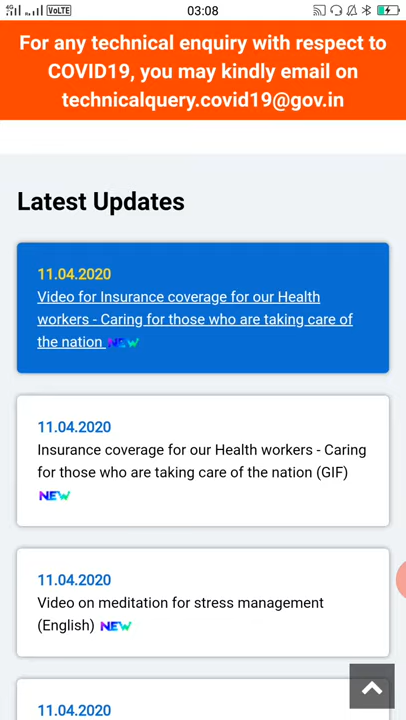 VoLTE 03:08
For any technical enquiry with respect to
COVID19, you may kindly email on
technicalquery.covid19@gov.in
Latest Updates
11.04.2020
Video for Insurance coverage for our Health
workers - Caring for those who are taking care of
the nation NEW
11.04.2020
Insurance coverage for our Health workers - Caring
for those who are taking care of the nation (GIF)
NEW
11.04.2020
Video on meditation for stress management
(English) NEW
11.04.2020